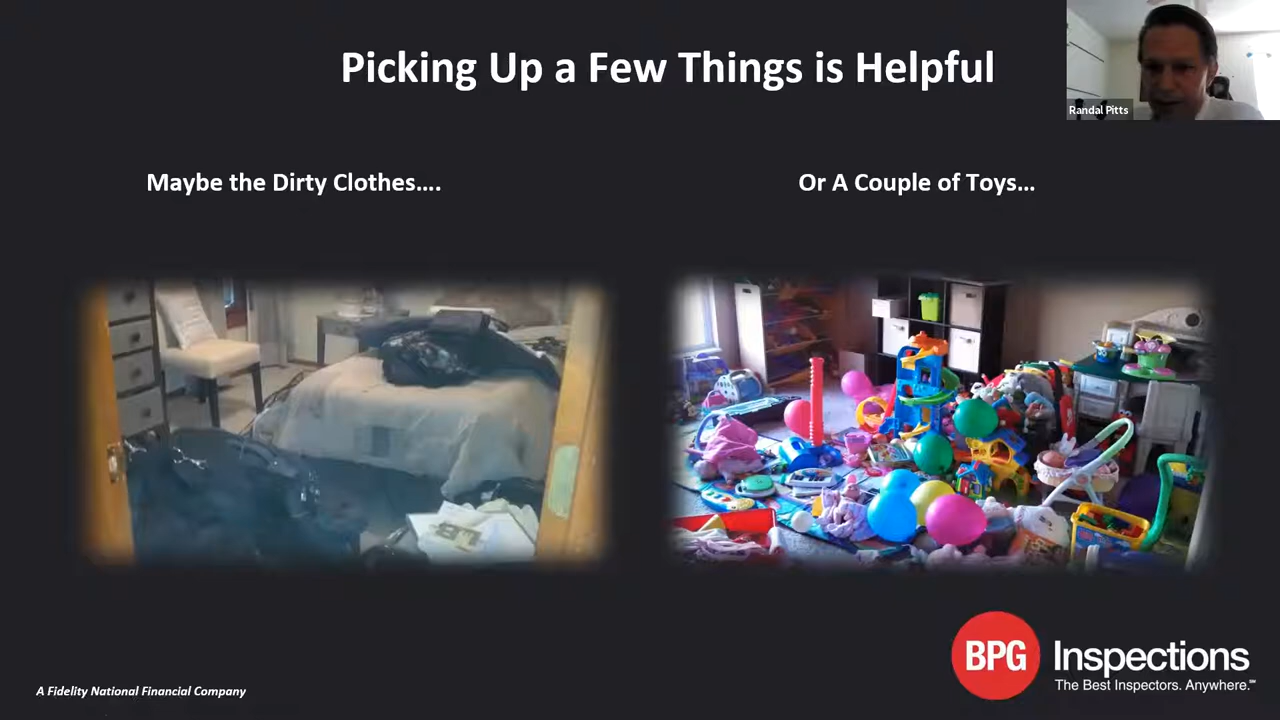 Picking Up a Few Things is Helpful
Randal Pitts
Maybe the Dirty Clothes....
Or A Couple of Toys...
BPG Inspections
The Best Inspectors. Anywhere.℠
A Fidelity National Financial Company